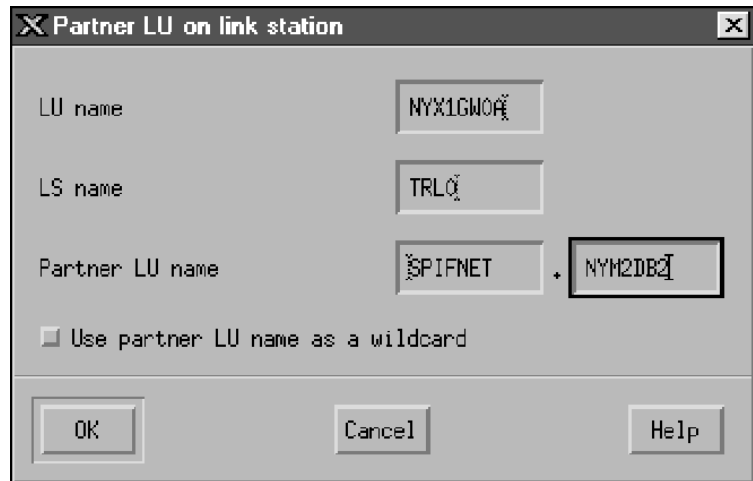 Partner LU on link station
LU name NYX1GW0A
LS name TRL0
Partner LU name SPIFNET . NYM2DB2
Use partner LU name as a wildcard
OK Cancel Help